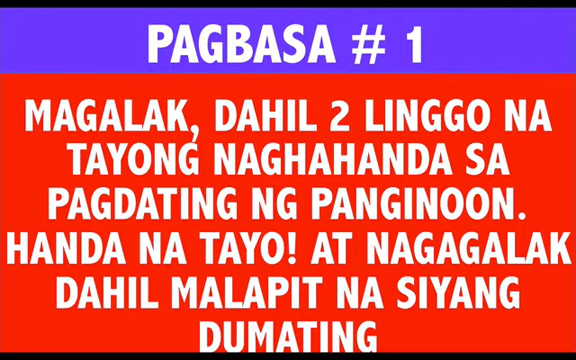 PAGBASA # 1
MAGALAK, DAHIL 2 LINGGO NA
TAYONG NAGHAHANDA SA
PAGDATING NG PANGINOON.
HANDA NA TAYO! AT NAGAGALAK
DAHIL MALAPIT NA SIYANG
DUMATING